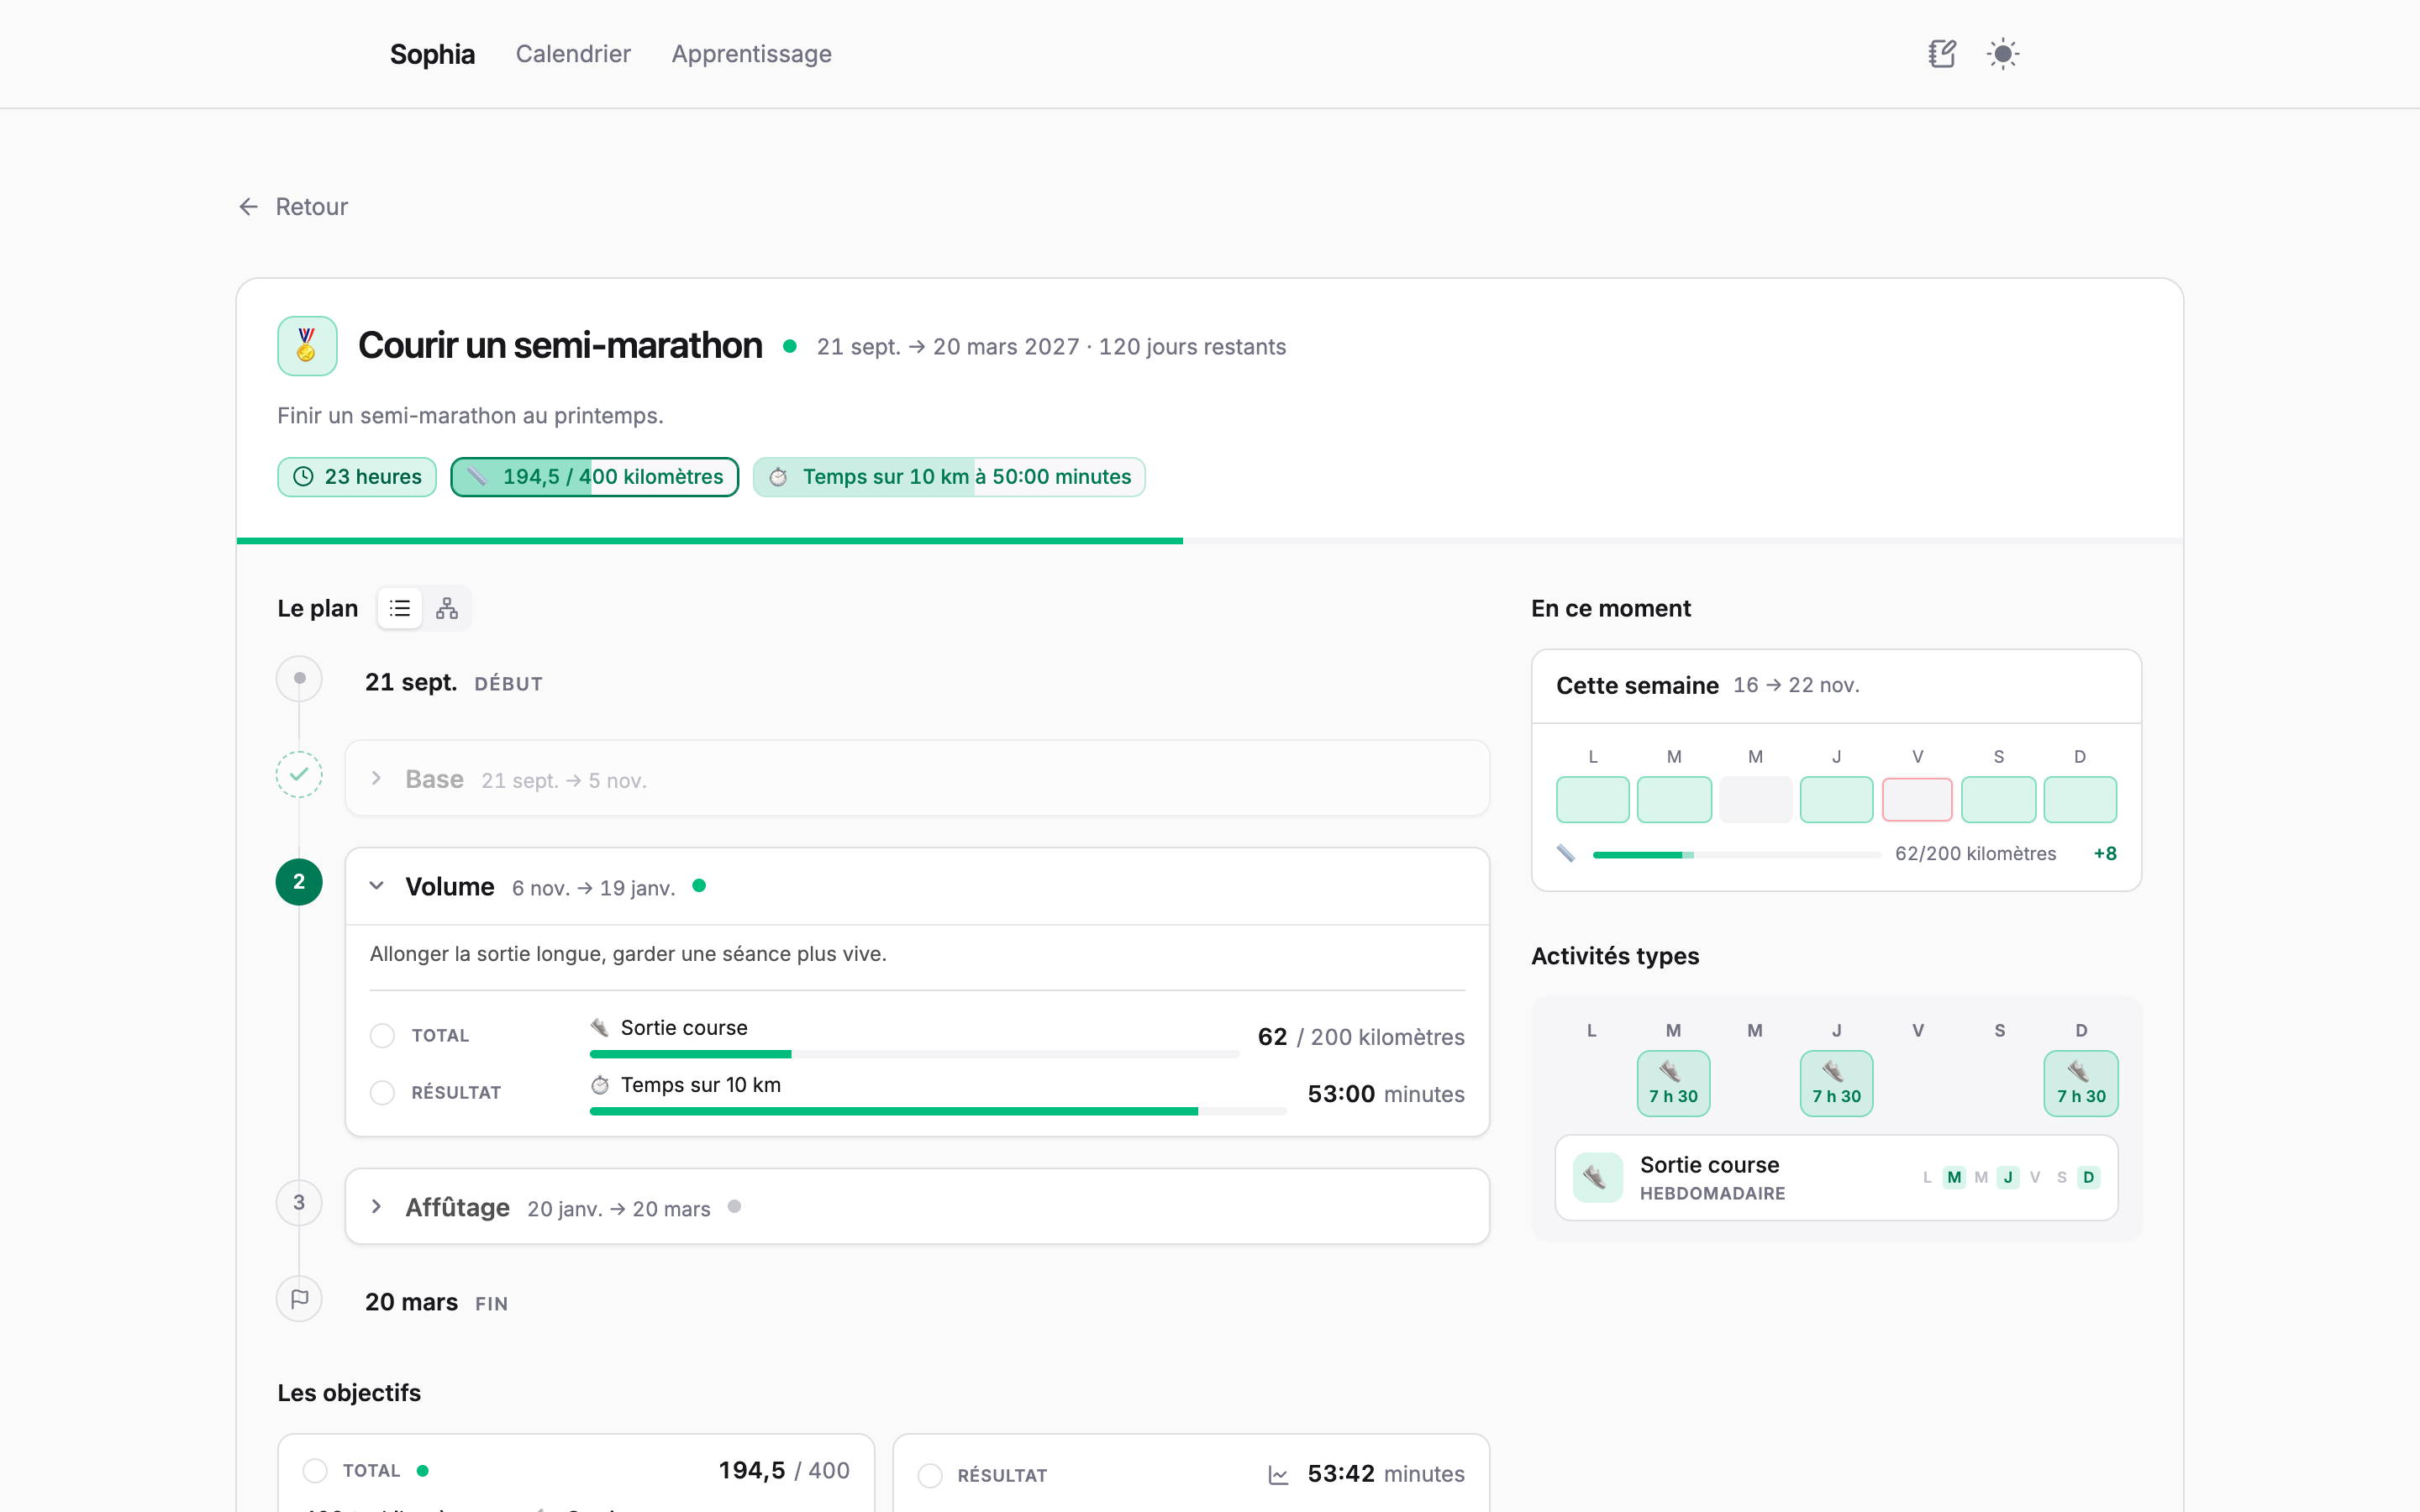 Sophia Calendrier Apprentissage
Retour
Courir un semi-marathon 21 sept. → 20 mars 2027 · 120 jours restants
Finir un semi-marathon au printemps.
23 heures 194,5 / 400 kilomètres Temps sur 10 km à 50:00 minutes
Le plan
21 sept. DÉBUT
Base 21 sept. → 5 nov.
2 Volume 6 nov. → 19 janv.
Allonger la sortie longue, garder une séance plus vive.
TOTAL Sortie course 62 / 200 kilomètres
RÉSULTAT Temps sur 10 km 53:00 minutes
3 Affûtage 20 janv. → 20 mars
20 mars FIN
Les objectifs
TOTAL 194,5 / 400
RÉSULTAT 53:42 minutes
En ce moment
Cette semaine 16 → 22 nov.
L M M J V S D
62/200 kilomètres +8
Activités types
L M M J V S D
7 h 30 7 h 30 7 h 30
Sortie course
HEBDOMADAIRE
L M M J V S D